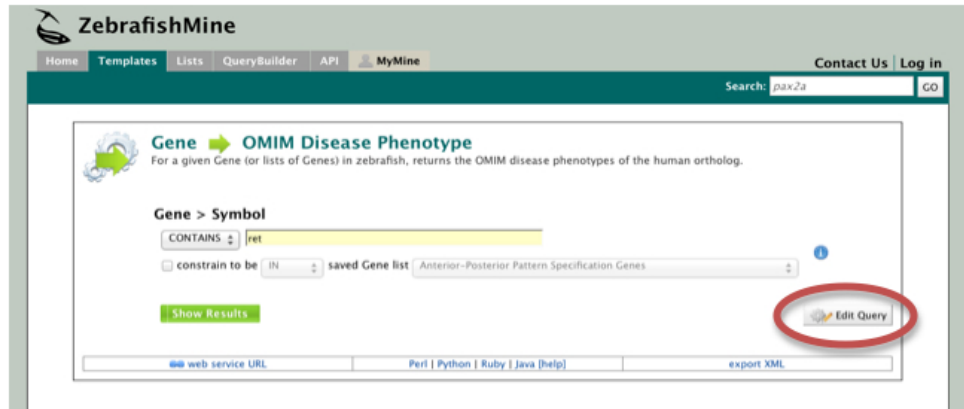 ZebrafishMine
Home Templates Lists QueryBuilder API MyMine
Contact Us | Log in
Search: pax2a GO
Gene OMIM Disease Phenotype
For a given Gene (or lists of Genes) in zebrafish, returns the OMIM disease phenotypes of the human ortholog.
Gene > Symbol
CONTAINS ret
constrain to be IN saved Gene list Anterior-Posterior Pattern Specification Genes
i
Show Results
Edit Query
web service URL Perl | Python | Ruby | Java [help] export XML